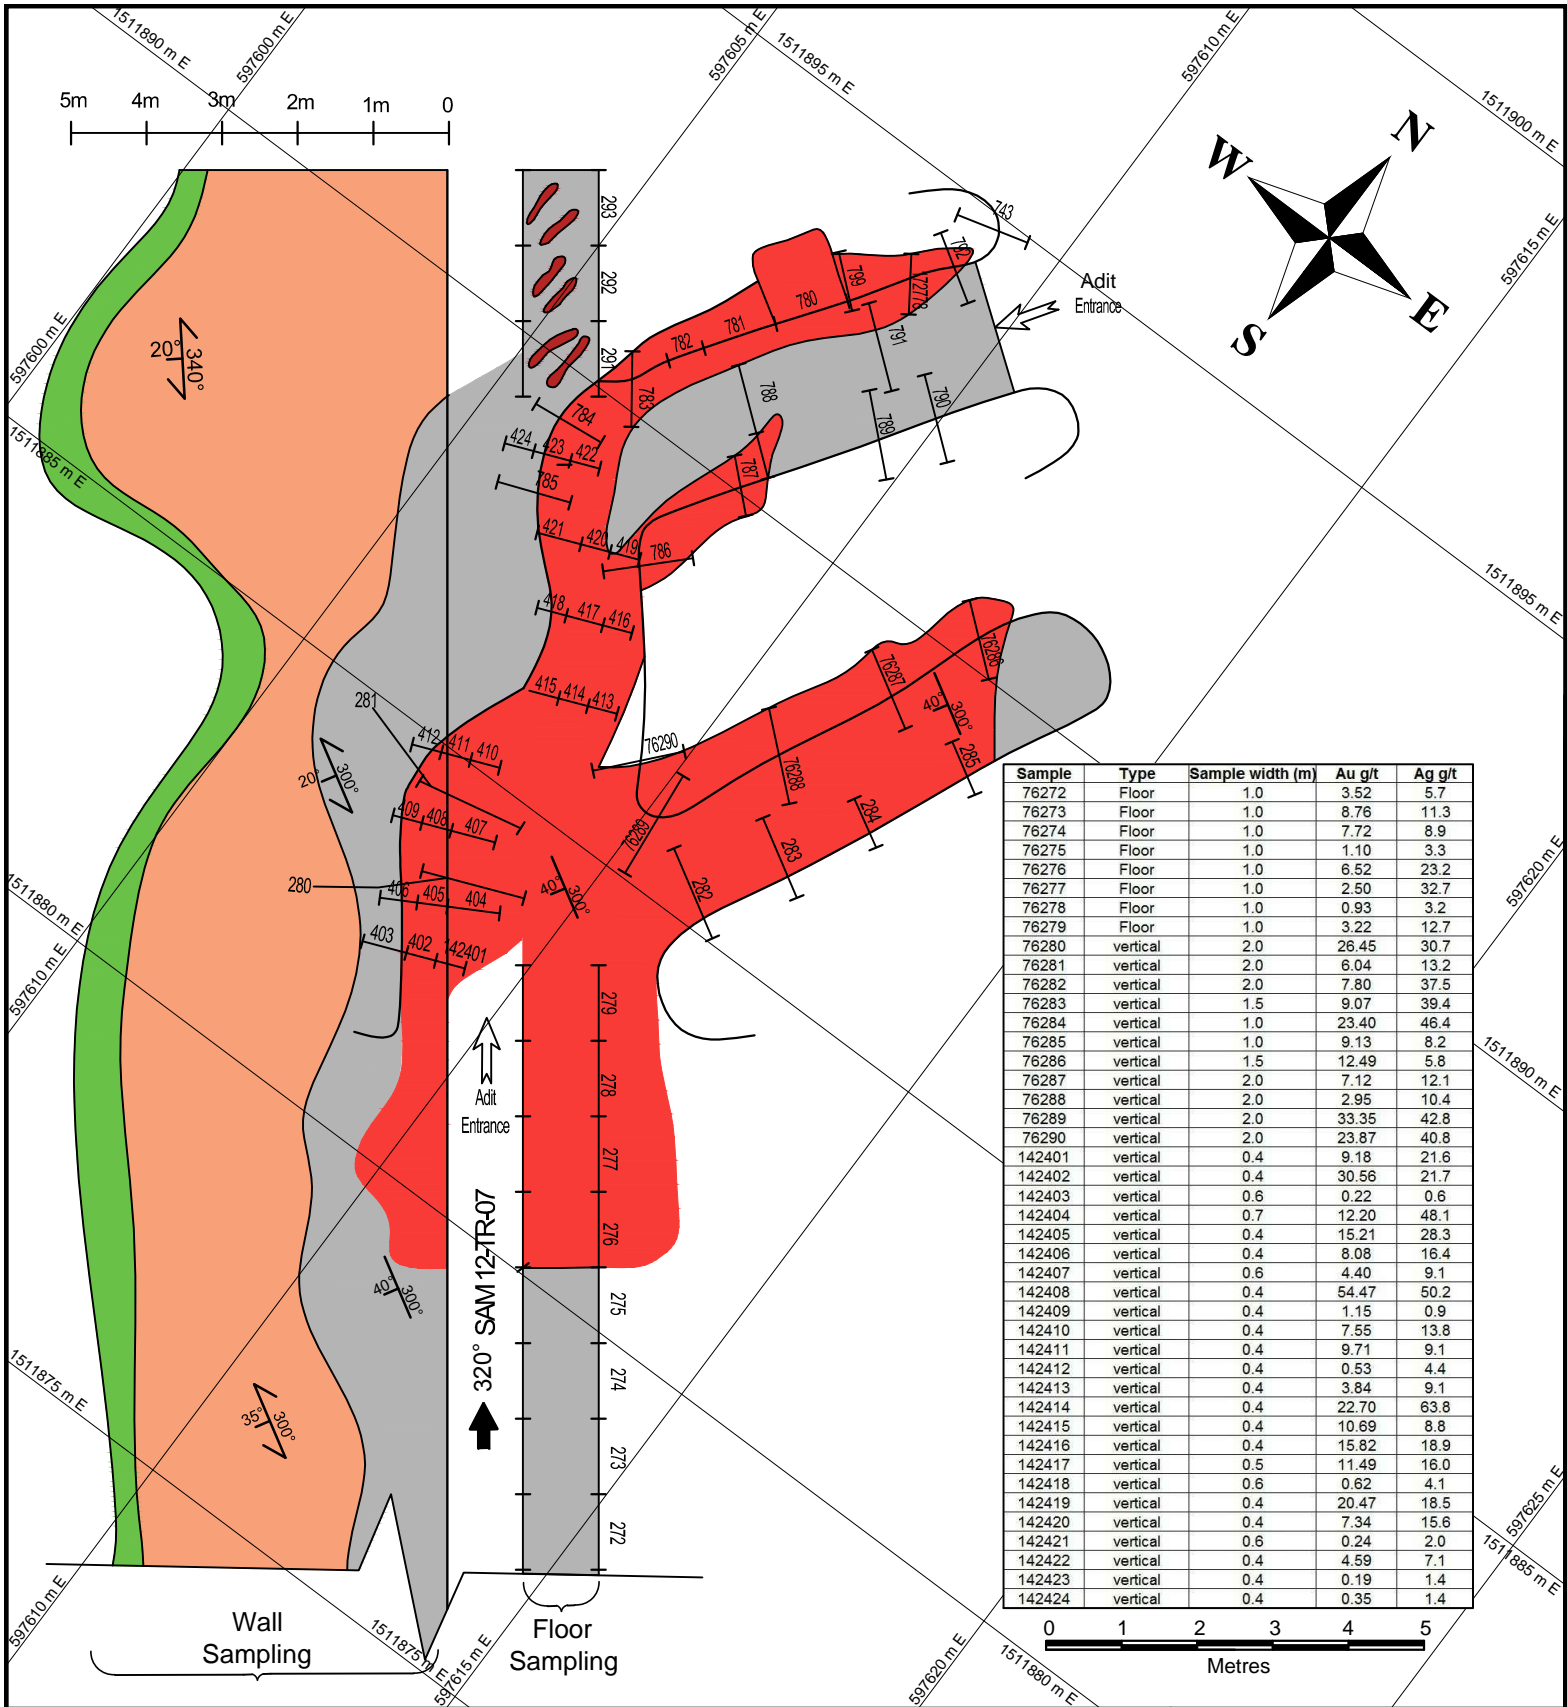 1511890 m E
597600 m E
597605 m E
1511895 m E
597610 m E
1511900 m E
5m 4m 3m 2m 1m 0
N
W
E
S
597615 m E
293
292
291
743
792
799
72778
780
781
782
783
791
790
789
788
787
Adit
Entrance
597600 m E
20° 340°
784
424 423 422
785
421 420 419
786
1511885 m E
418 417 416
1511895 m E
415 414 413
281
412 411 410
76290
76286
76287
40° 300°
285
76288
284
283
76289
282
20° 300°
409 408 407
280
406 405 404
40° 300°
403 402 142401
1511880 m E
597610 m E
597620 m E
1511890 m E
279
278
277
276
275
274
273
272
Adit
Entrance
320° SAM 12-TR-07
40° 300°
35° 300°
1511875 m E
Sample Type Sample width (m) Au g/t Ag g/t
76272 Floor 1.0 3.52 5.7
76273 Floor 1.0 8.76 11.3
76274 Floor 1.0 7.72 8.9
76275 Floor 1.0 1.10 3.3
76276 Floor 1.0 6.52 23.2
76277 Floor 1.0 2.50 32.7
76278 Floor 1.0 0.93 3.2
76279 Floor 1.0 3.22 12.7
76280 vertical 2.0 26.45 30.7
76281 vertical 2.0 6.04 13.2
76282 vertical 2.0 7.80 37.5
76283 vertical 1.5 9.07 39.4
76284 vertical 1.0 23.40 46.4
76285 vertical 1.0 9.13 8.2
76286 vertical 1.5 12.49 5.8
76287 vertical 2.0 7.12 12.1
76288 vertical 2.0 2.95 10.4
76289 vertical 2.0 33.35 42.8
76290 vertical 2.0 23.87 40.8
142401 vertical 0.4 9.18 21.6
142402 vertical 0.4 30.56 21.7
142403 vertical 0.6 0.22 0.6
142404 vertical 0.7 12.20 48.1
142405 vertical 0.4 15.21 28.3
142406 vertical 0.4 8.08 16.4
142407 vertical 0.6 4.40 9.1
142408 vertical 0.4 54.47 50.2
142409 vertical 0.4 1.15 0.9
142410 vertical 0.4 7.55 13.8
142411 vertical 0.4 9.71 9.1
142412 vertical 0.4 0.53 4.4
142413 vertical 0.4 3.84 9.1
142414 vertical 0.4 22.70 63.8
142415 vertical 0.4 10.69 8.8
142416 vertical 0.4 15.82 18.9
142417 vertical 0.5 11.49 16.0
142418 vertical 0.6 0.62 4.1
142419 vertical 0.4 20.47 18.5
142420 vertical 0.4 7.34 15.6
142421 vertical 0.6 0.24 2.0
142422 vertical 0.4 4.59 7.1
142423 vertical 0.4 0.19 1.4
142424 vertical 0.4 0.35 1.4
597625 m E
1511885 m E
597610 m E
Wall
Sampling
1511875 m E
597615 m E
Floor
Sampling
597620 m E
1511880 m E
0 1 2 3 4 5
Metres